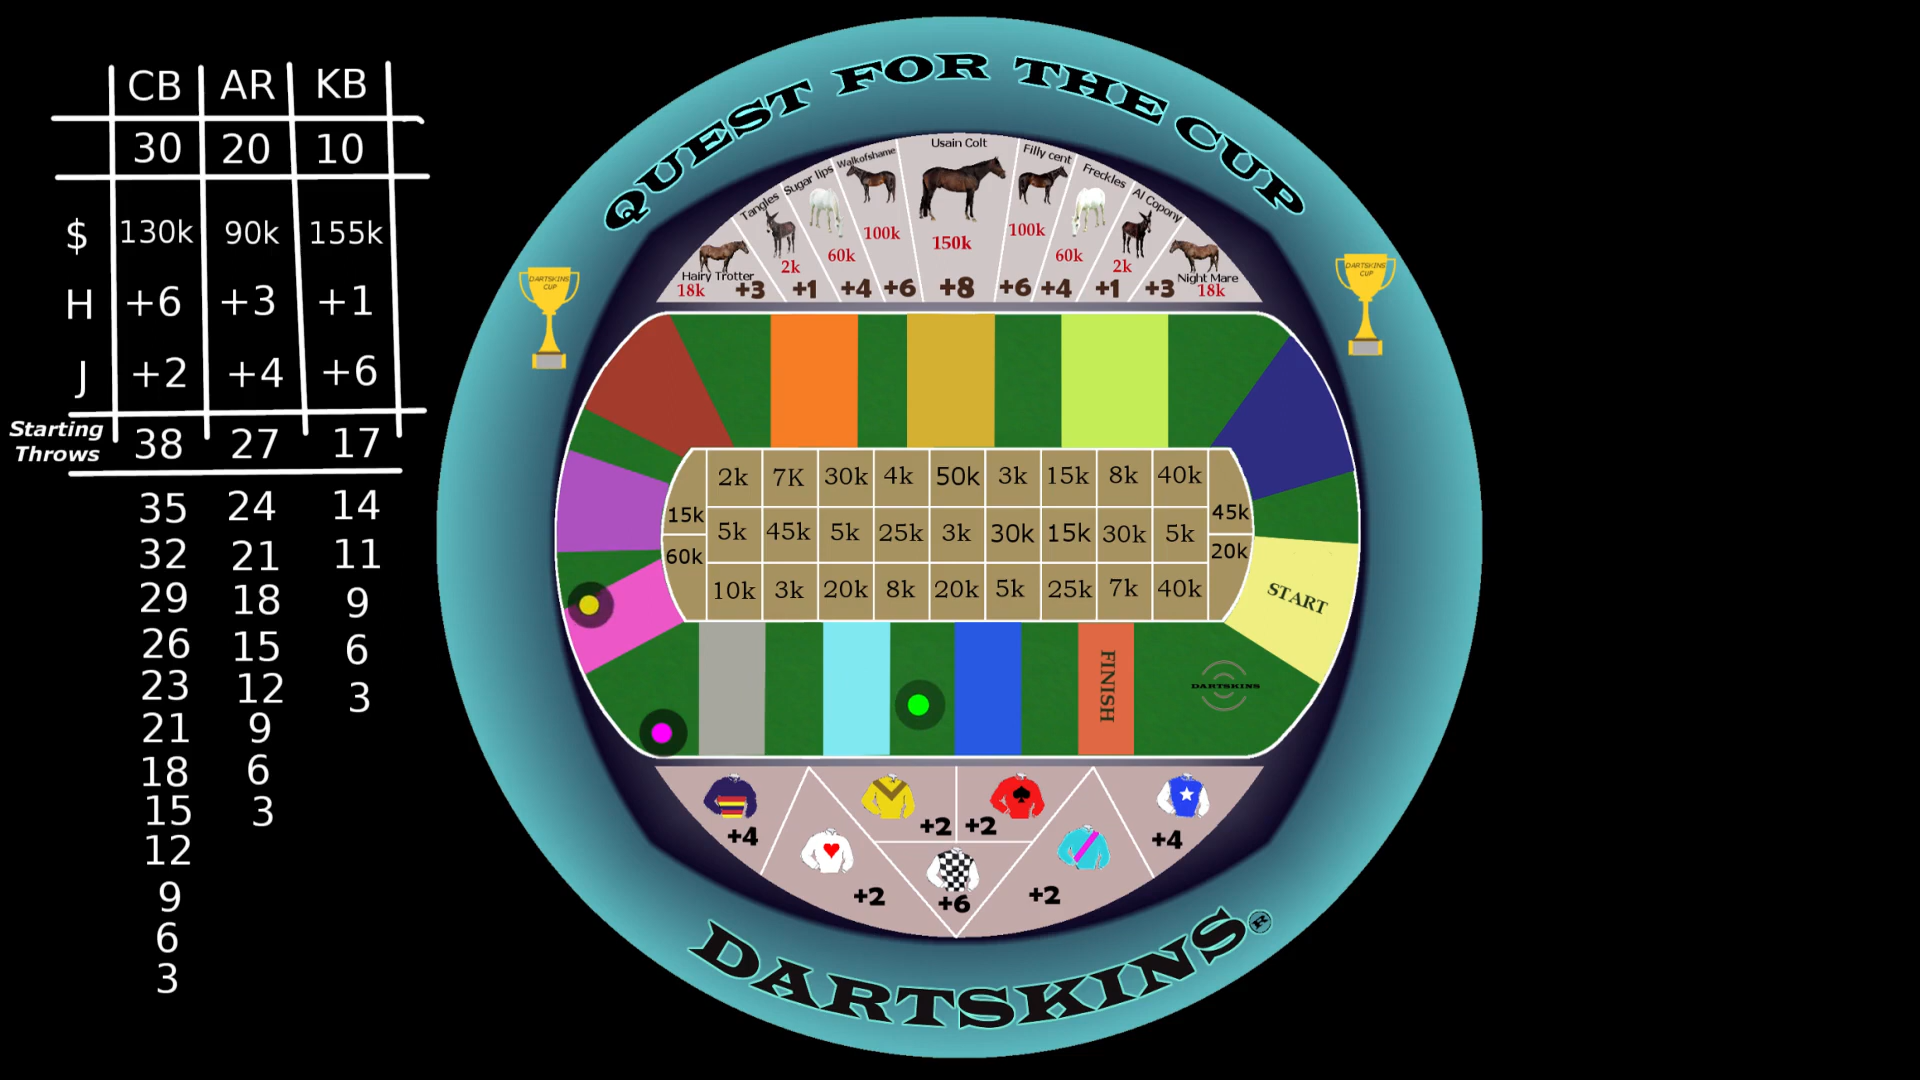 CB AR KB
30 20 10
$ 130k 90k 155k
H +6 +3 +1
J +2 +4 +6
Starting Throws 38 27 17
35 24 14
32 21 11
29 18 9
26 15 6
23 12 3
21 9
18 6
15 3
12
9
6
3
QUEST FOR THE CUP
DARTSKINS CUP
DARTSKINS CUP
Hairy Trotter 18k +3
Tangles 2k +1
Sugar lips 60k +4
Walkofshame 100k +6
Usain Colt 150k +8
Filly cent 100k +6
Freckles 60k +4
Al Copony 2k +1
Night Mare 18k +3
2k 7K 30k 4k 50k 3k 15k 8k 40k
15k 45k
5k 45k 5k 25k 3k 30k 15k 30k 5k
60k 20k
10k 3k 20k 8k 20k 5k 25k 7k 40k
START
FINISH
DARTSKINS
+4 +2 +2 +6 +2 +2 +4
DARTSKINS®